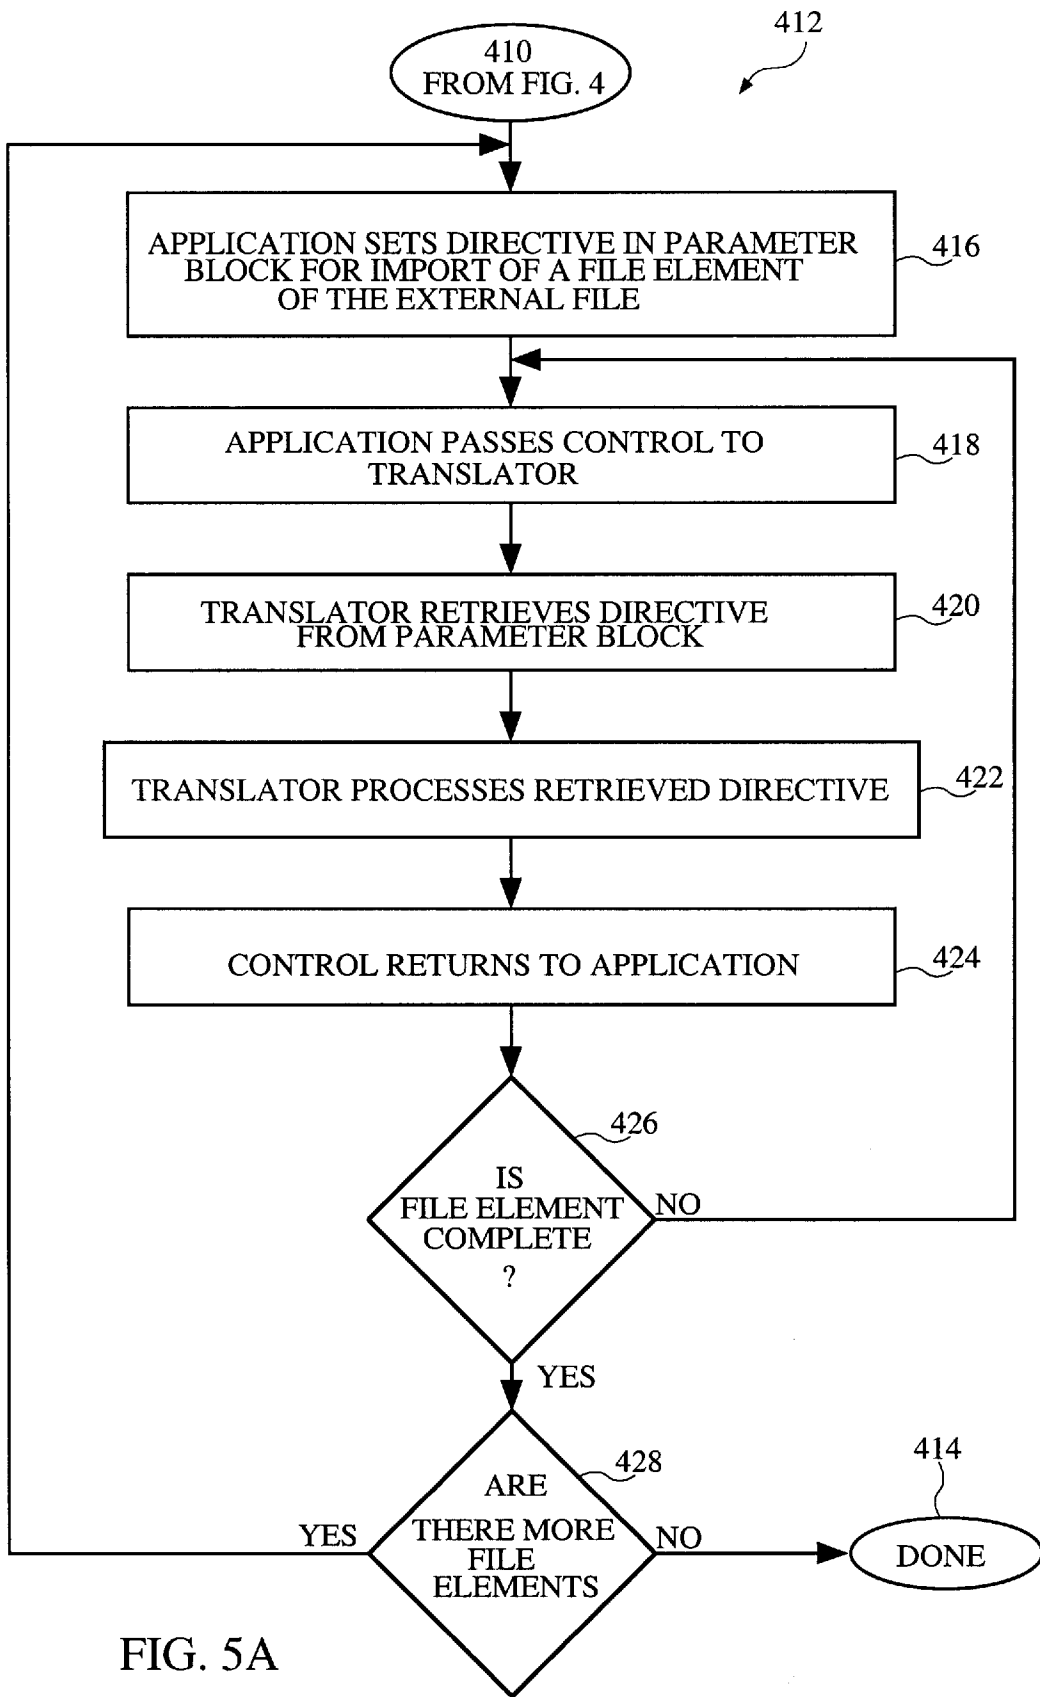 412
410
FROM FIG. 4
APPLICATION SETS DIRECTIVE IN PARAMETER
BLOCK FOR IMPORT OF A FILE ELEMENT
OF THE EXTERNAL FILE
416
APPLICATION PASSES CONTROL TO
TRANSLATOR
418
TRANSLATOR RETRIEVES DIRECTIVE
FROM PARAMETER BLOCK
420
TRANSLATOR PROCESSES RETRIEVED DIRECTIVE
422
CONTROL RETURNS TO APPLICATION
424
426
IS
FILE ELEMENT
COMPLETE
?
NO
YES
428
ARE
THERE MORE
FILE
ELEMENTS
YES
NO
414
DONE
FIG. 5A